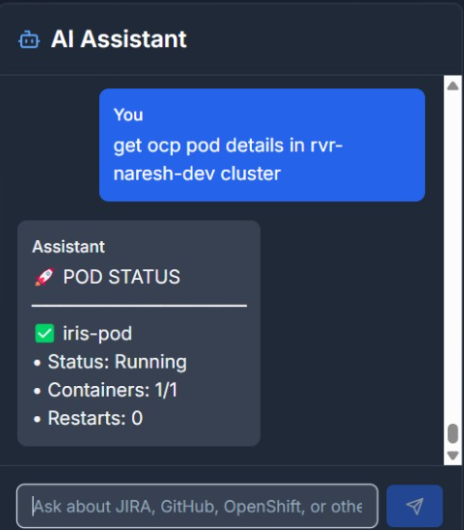 AI Assistant
You
get ocp pod details in rvr-
naresh-dev cluster
Assistant
🚀 POD STATUS
✅ iris-pod
• Status: Running
• Containers: 1/1
• Restarts: 0
Ask about JIRA, GitHub, OpenShift, or othe